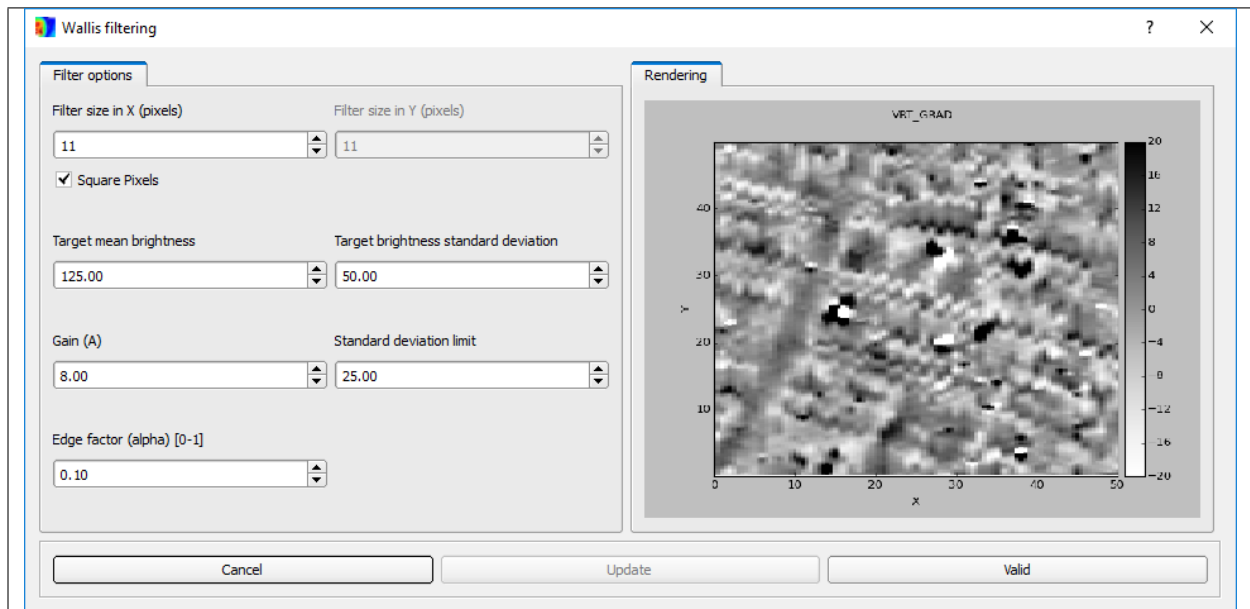 Wallis filtering
?
Filter options
Rendering
Filter size in X (pixels)
Filter size in Y (pixels)
11
11
Square Pixels
Target mean brightness
Target brightness standard deviation
125.00
50.00
Gain (A)
Standard deviation limit
8.00
25.00
Edge factor (alpha) [0-1]
0.10
VRT_GRAD
40
30
20
10
Y
0
10
20
30
40
50
X
20
16
12
8
4
0
−4
−8
−12
−16
−20
Cancel
Update
Valid